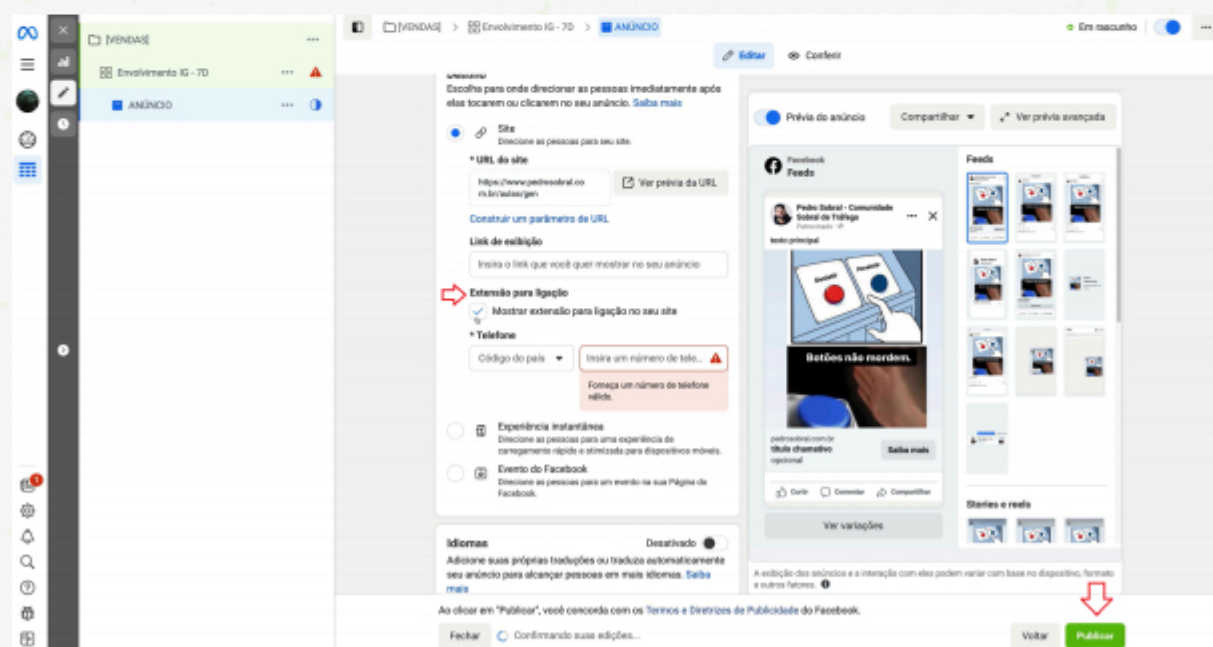 [VENDAS]
Envolvimento IG - 7D
ANÚNCIO
[VENDAS] > Envolvimento IG - 7D > ANÚNCIO
Em rascunho
Editar
Conferir
Destino
Escolha para onde direcionar as pessoas imediatamente após
elas tocarem ou clicarem no seu anúncio. Saiba mais
Site
Direcione as pessoas para seu site.
* URL do site
https://www.pedrosobral.co
m.br/aulas/gen
Ver prévia da URL
Construir um parâmetro de URL
Link de exibição
Insira o link que você quer mostrar no seu anúncio
Extensão para ligação
Mostrar extensão para ligação no seu site
* Telefone
Código do país
Insira um número de tele...
Forneça um número de telefone
válido.
Experiência instantânea
Direcione as pessoas para uma experiência de
carregamento rápido e otimizada para dispositivos móveis.
Evento do Facebook
Direcione as pessoas para um evento na sua Página do
Facebook.
Idiomas
Desativado
Adicione suas próprias traduções ou traduza automaticamente
seu anúncio para alcançar pessoas em mais idiomas. Saiba
mais
Prévia do anúncio
Compartilhar
Ver prévia avançada
Facebook
Feeds
Pedro Sobral - Comunidade
Sobral de Tráfego
Patrocinado
texto principal
Botões não mordem.
pedrosobral.com.br
título chamativo
opcional
Saiba mais
Curtir
Comentar
Compartilhar
Ver variações
Feeds
Stories e reels
A exibição dos anúncios e a interação com eles podem variar com base no dispositivo, formato
e outros fatores.
Ao clicar em "Publicar", você concorda com os Termos e Diretrizes de Publicidade do Facebook.
Fechar
Confirmando suas edições...
Voltar
Publicar